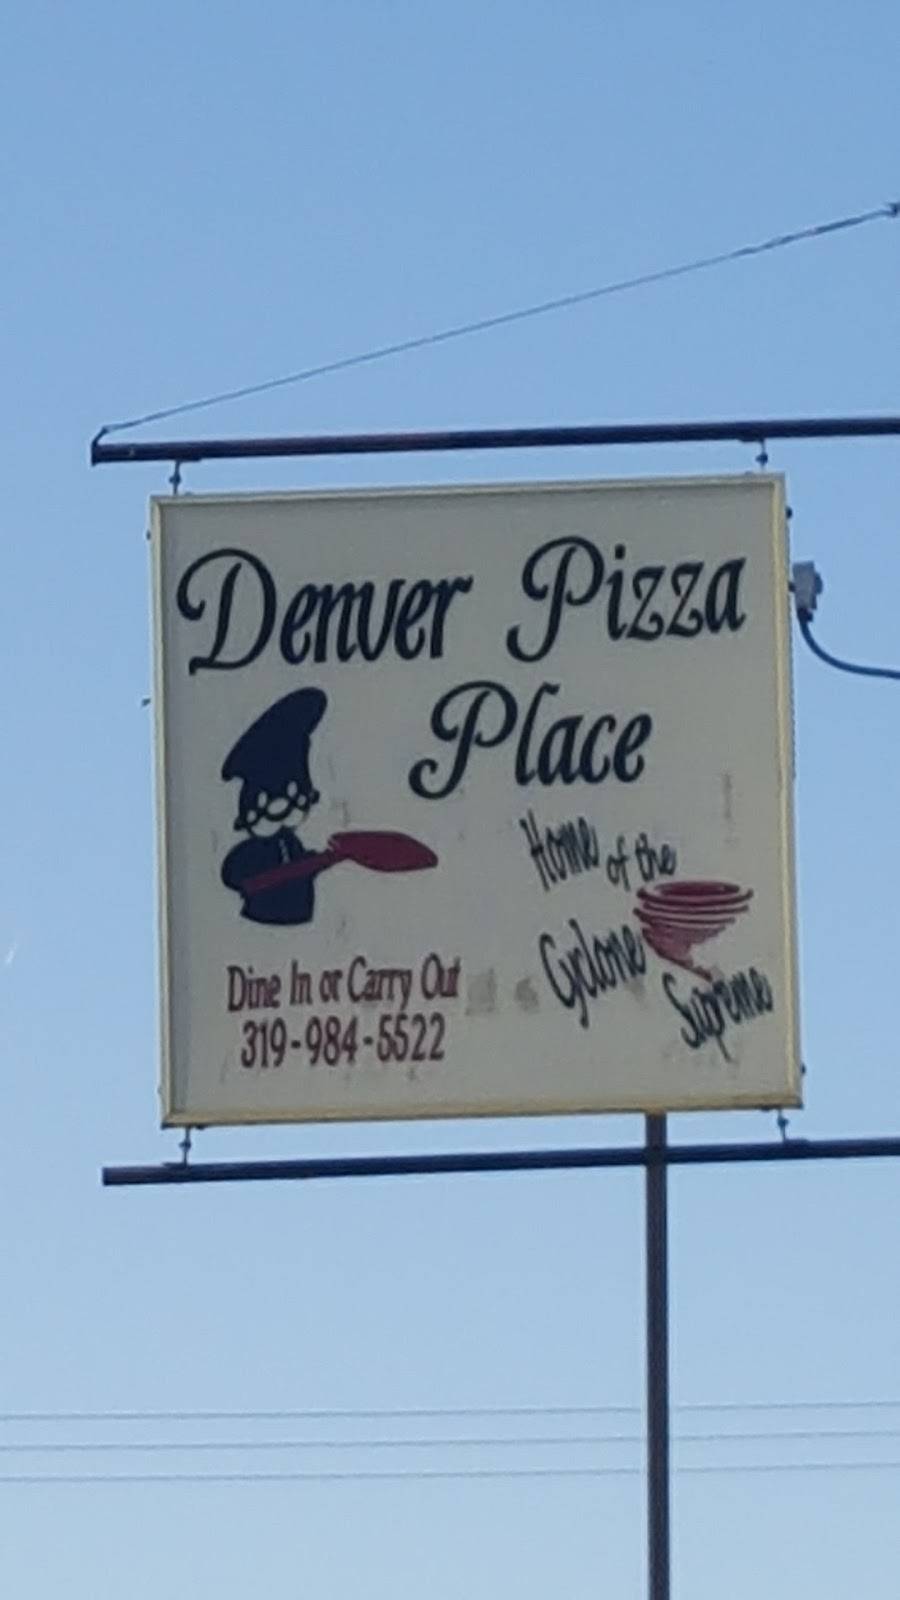 Denver Pizza
Place
Home of the
Cyclone
Supreme
Dine In or Carry Out
319-984-5522